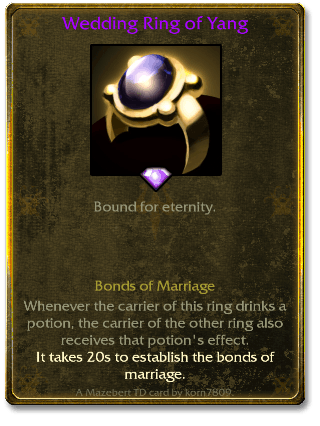 Wedding Ring of Yang
Bound for eternity.
Bonds of Marriage
Whenever the carrier of this ring drinks a
potion, the carrier of the other ring also
receives that potion's effect.
It takes 20s to establish the bonds of
marriage.
A Mazebert TD card by korn7809.